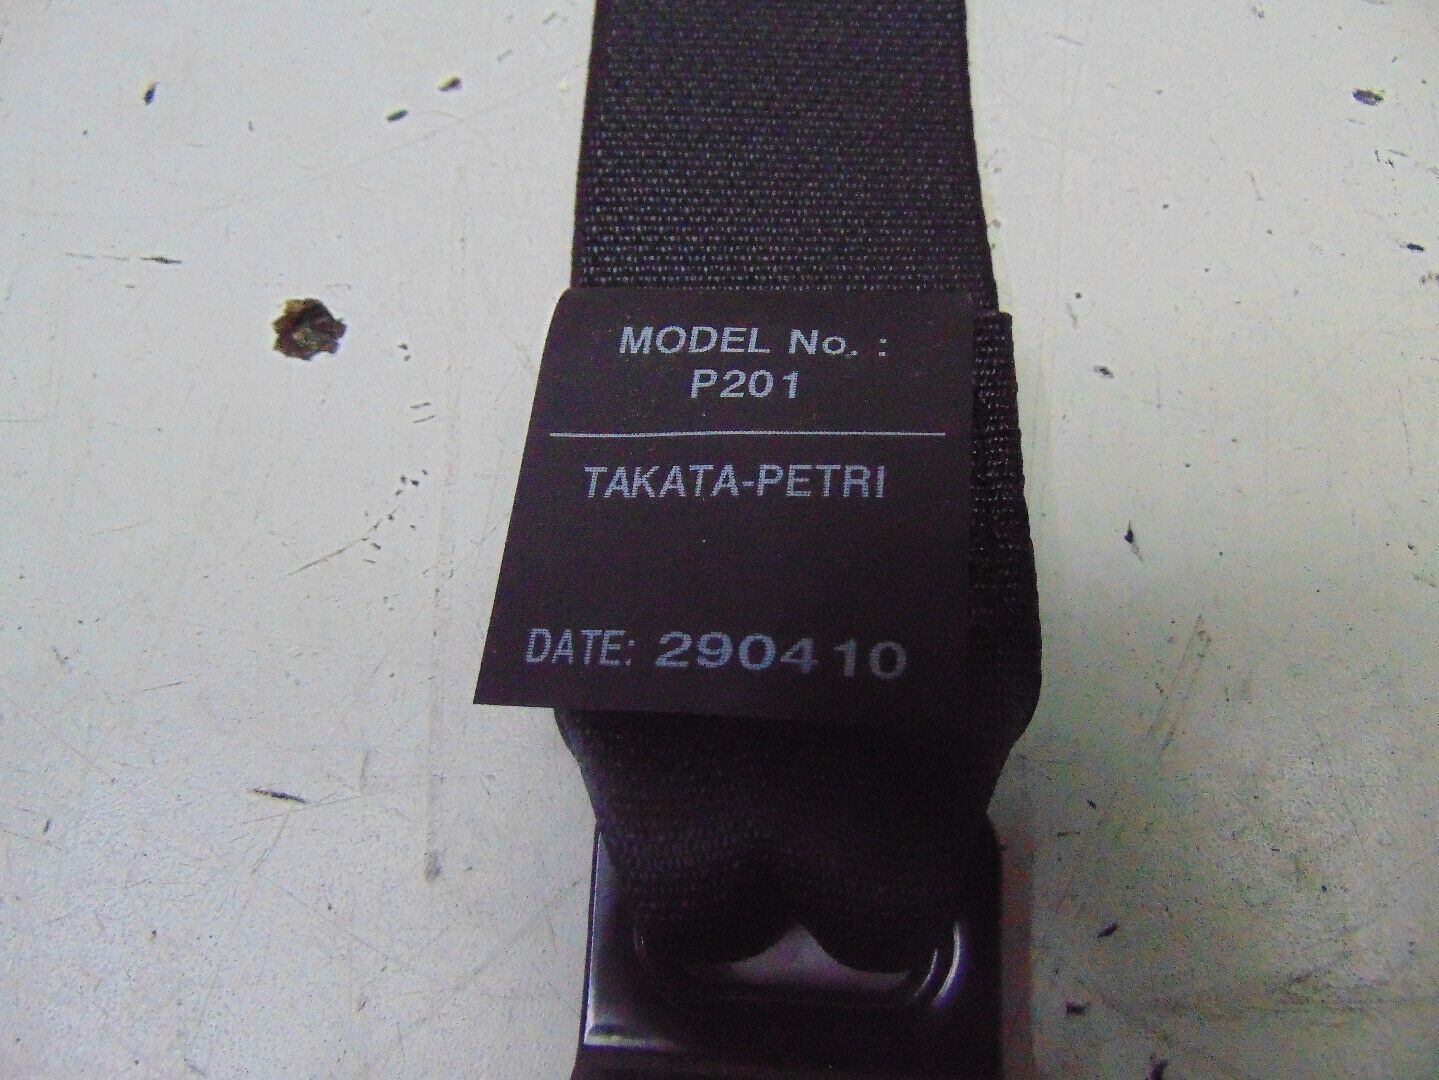 MODEL No. :
P201
TAKATA-PETRI
DATE: 290410